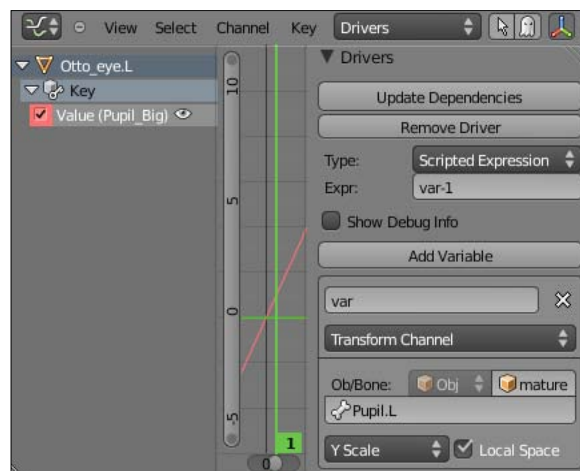 View Select Channel Key Drivers
Otto_eye.L
Key
Value (Pupil_Big)
10
5
0
-5
0
1
Drivers
Update Dependencies
Remove Driver
Type: Scripted Expression
Expr: var-1
Show Debug Info
Add Variable
var
Transform Channel
Ob/Bone: Obj mature
Pupil.L
Y Scale Local Space